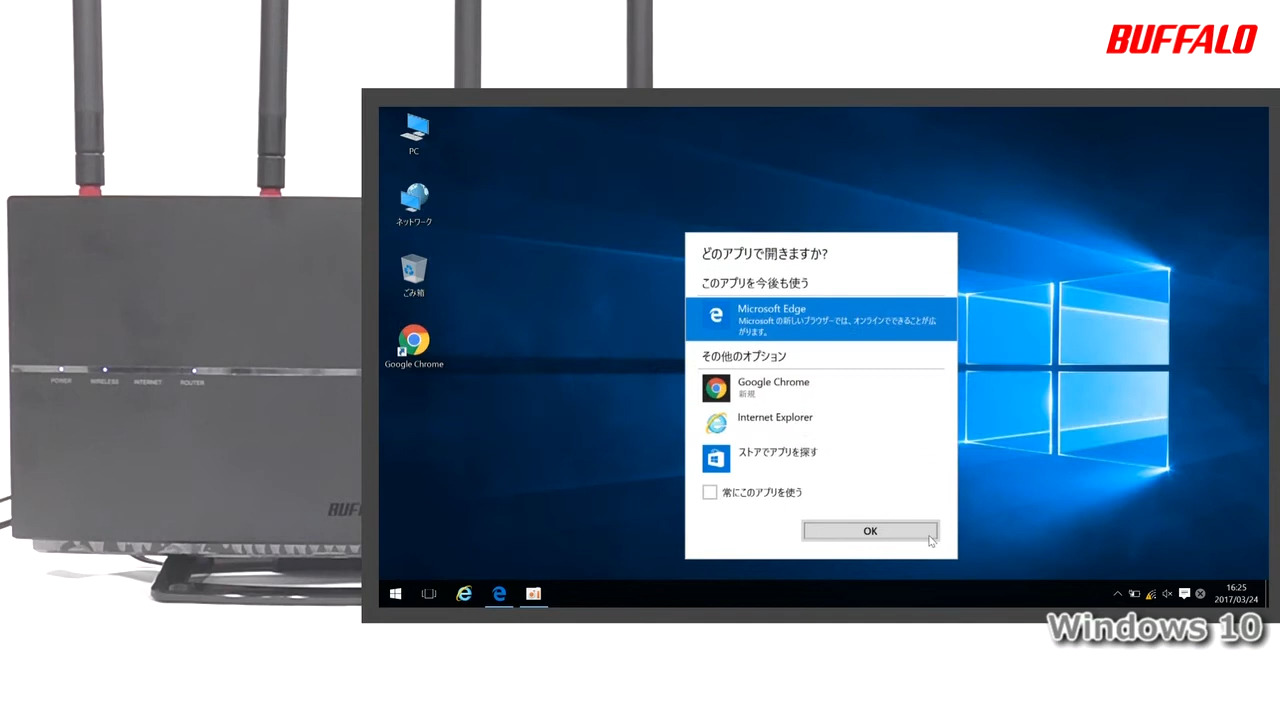 BUFFALO
PC
ネットワーク
ごみ箱
Google Chrome
どのアプリで開きますか?
このアプリを今後も使う
Microsoft Edge
Microsoft の新しいブラウザーでは、オンラインでできることが広
がります。
その他のオプション
Google Chrome
新規
Internet Explorer
ストアでアプリを探す
常にこのアプリを使う
OK
POWER
WIRELESS
INTERNET
ROUTER
16:25
2017/03/24
Windows 10